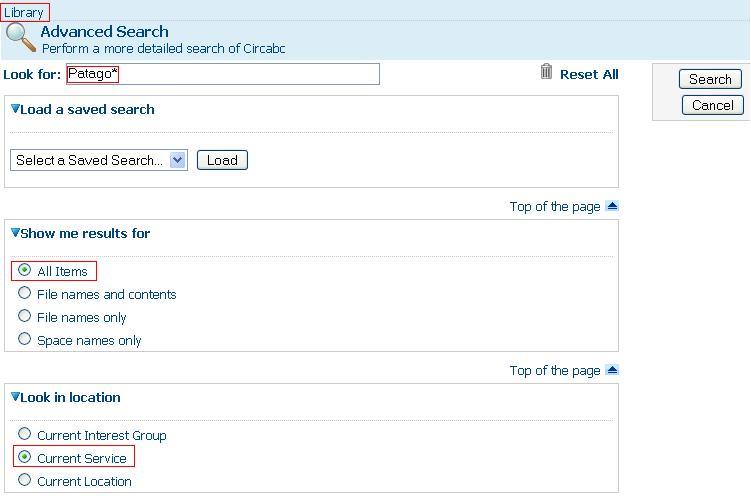 Library
Advanced Search
Perform a more detailed search of Circabc
Look for: Patago* Reset All
Search
Cancel
Load a saved search
Select a Saved Search... Load
Top of the page
Show me results for
All Items
File names and contents
File names only
Space names only
Top of the page
Look in location
Current Interest Group
Current Service
Current Location